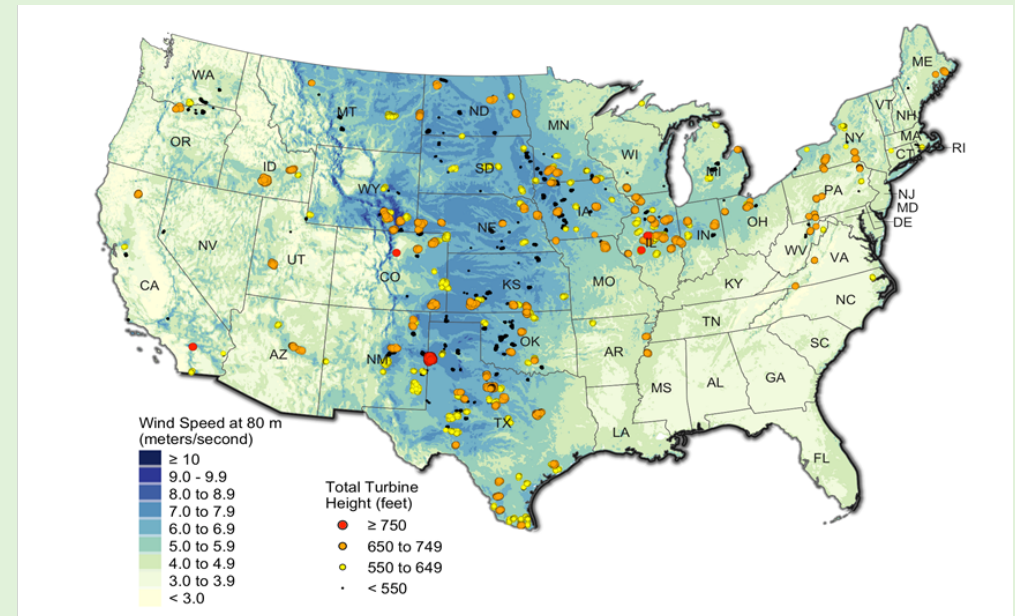 WA
ME
MT
ND
VT
MN
NH
OR
NY
MA
WI
CT
RI
ID
SD
MI
WY
PA
IA
NJ
NE
OH
MD
IL
IN
DE
NV
UT
WV
CO
VA
CA
KS
MO
KY
NC
TN
OK
AZ
NM
AR
SC
MS
AL
GA
TX
LA
FL
Wind Speed at 80 m
(meters/second)
≥ 10
9.0 - 9.9
8.0 to 8.9
7.0 to 7.9
6.0 to 6.9
5.0 to 5.9
4.0 to 4.9
3.0 to 3.9
< 3.0
Total Turbine
Height (feet)
≥ 750
650 to 749
550 to 649
< 550